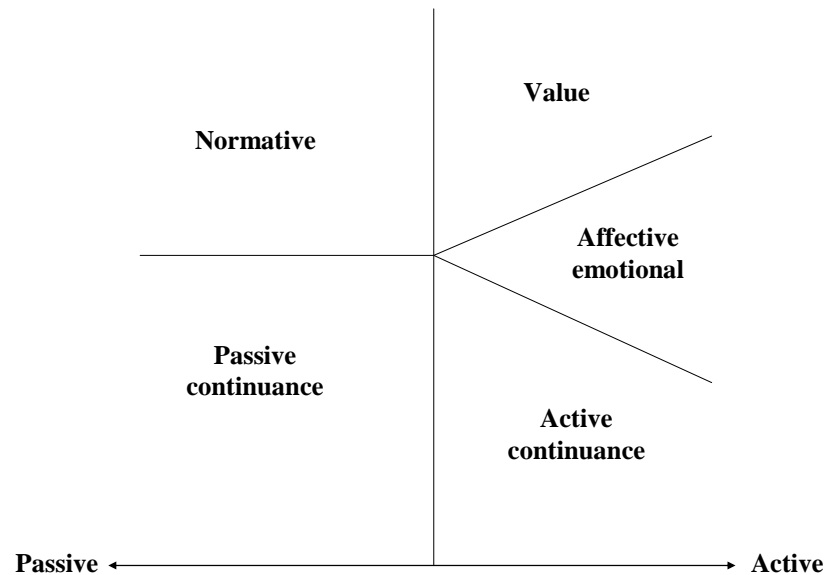 Value
Normative
Affective
emotional
Passive
continuance
Active
continuance
Passive
Active